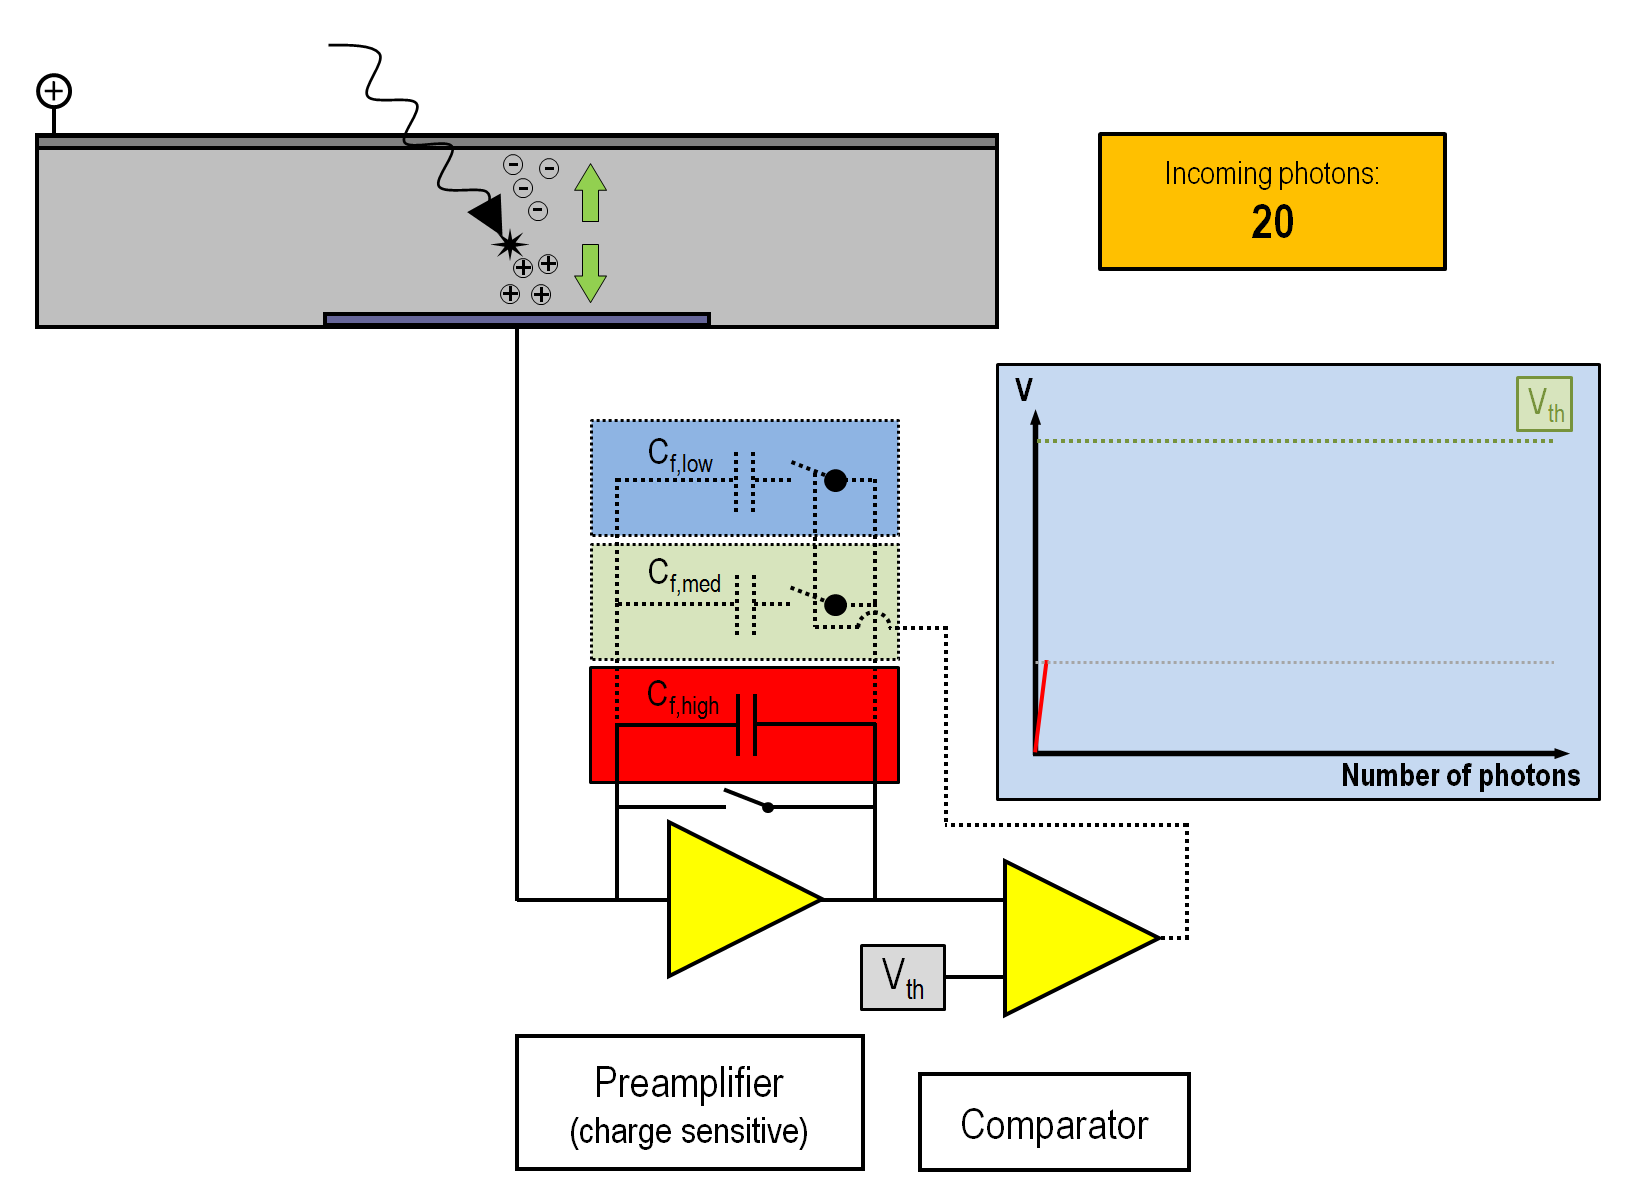 Incoming photons:
20
V
Vth
Cf,low
Cf,med
Cf,high
Number of photons
Vth
Preamplifier
(charge sensitive)
Comparator